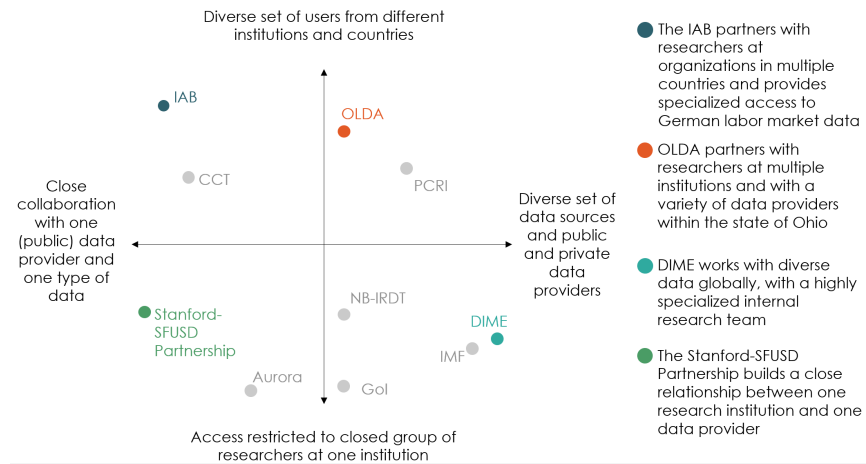 Diverse set of users from different
institutions and countries
IAB
OLDA
CCT
PCRI
Close
collaboration
with one
(public) data
provider and
one type of
data
Diverse set of
data sources
and public
and private
data
providers
NB-IRDT
Stanford-
SFUSD
Partnership
DIME
IMF
Aurora
GoI
Access restricted to closed group of
researchers at one institution
The IAB partners with
researchers at
organizations in multiple
countries and provides
specialized access to
German labor market data
OLDA partners with
researchers at multiple
institutions and with a
variety of data providers
within the state of Ohio
DIME works with diverse
data globally, with a highly
specialized internal
research team
The Stanford-SFUSD
Partnership builds a close
relationship between one
research institution and one
data provider